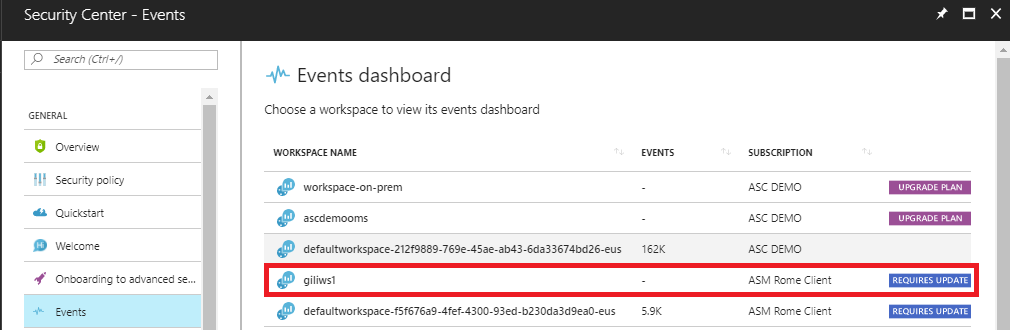 Security Center - Events
Search (Ctrl+/)
GENERAL
Overview
Security policy
Quickstart
Welcome
Onboarding to advanced se...
Events
Events dashboard
Choose a workspace to view its events dashboard
WORKSPACE NAME EVENTS SUBSCRIPTION
workspace-on-prem - ASC DEMO UPGRADE PLAN
ascdemooms - ASC DEMO UPGRADE PLAN
defaultworkspace-212f9889-769e-45ae-ab43-6da33674bd26-eus 162K ASC DEMO
giliws1 - ASM Rome Client REQUIRES UPDATE
defaultworkspace-f5f676a9-4fef-4300-93ed-b230da3d9ea0-eus 5.9K ASM Rome Client REQUIRES UPDATE